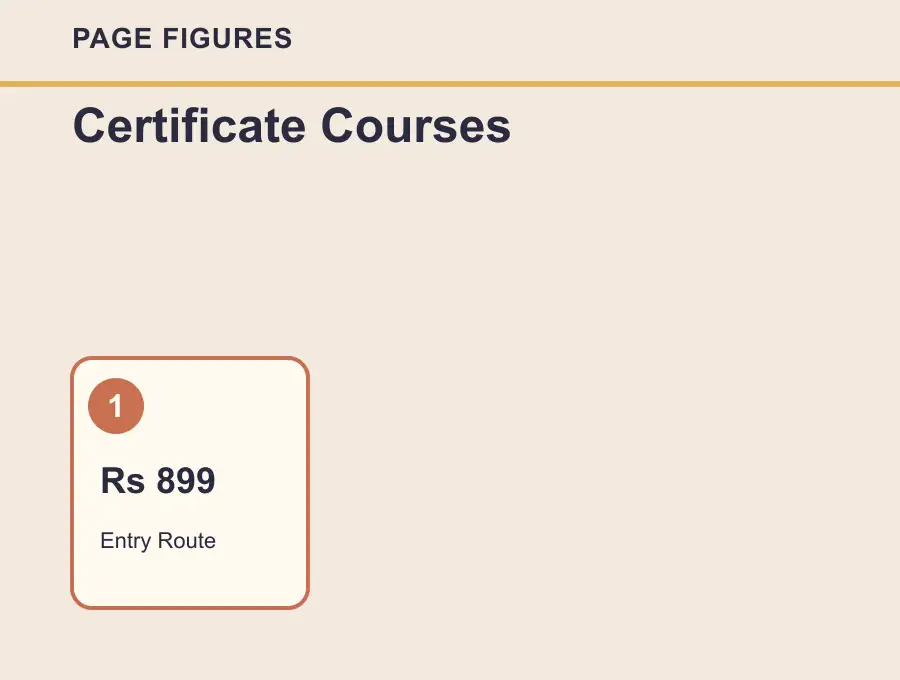 PAGE FIGURES
Certificate Courses
1
Rs 899
Entry Route